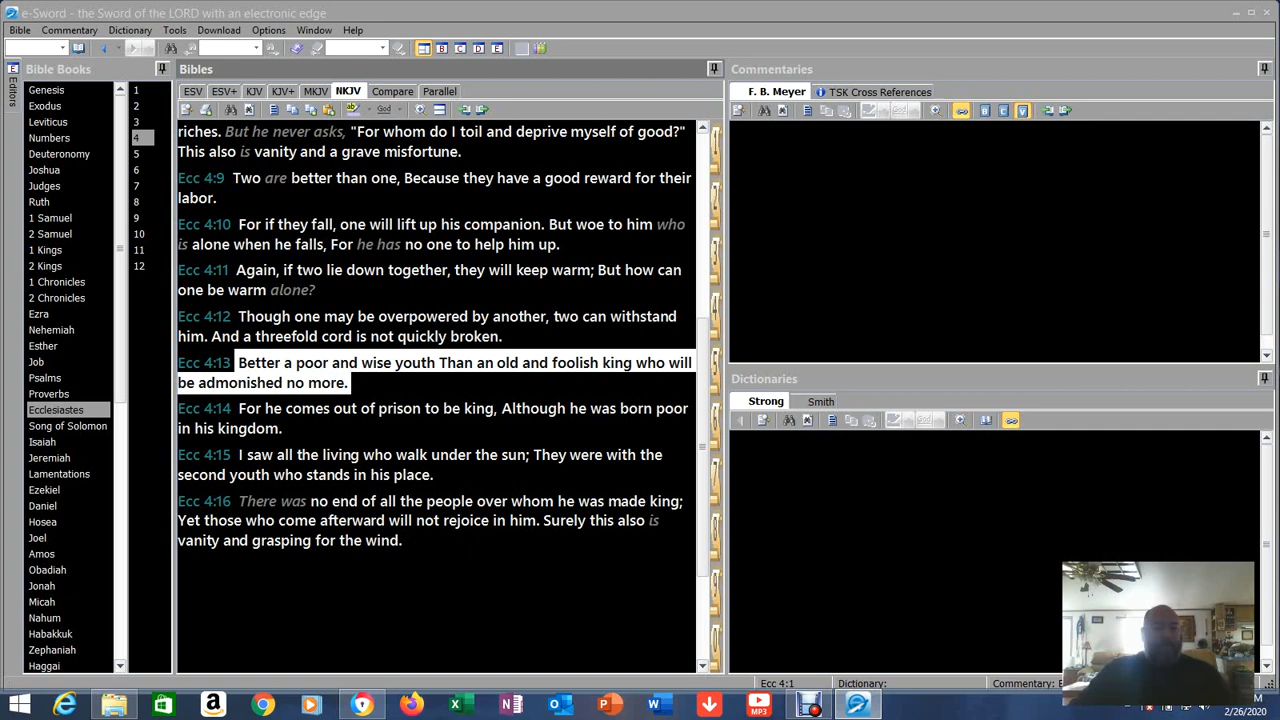 e-Sword - the Sword of the LORD with an electronic edge
Bible Commentary Dictionary Tools Download Options Window Help
B C D E
Editors
Bible Books
Genesis
Exodus
Leviticus
Numbers
Deuteronomy
Joshua
Judges
Ruth
1 Samuel
2 Samuel
1 Kings
2 Kings
1 Chronicles
2 Chronicles
Ezra
Nehemiah
Esther
Job
Psalms
Proverbs
Ecclesiastes
Song of Solomon
Isaiah
Jeremiah
Lamentations
Ezekiel
Daniel
Hosea
Joel
Amos
Obadiah
Jonah
Micah
Nahum
Habakkuk
Zephaniah
Haggai
1
2
3
4
5
6
7
8
9
10
11
12
Bibles
ESV ESV+ KJV KJV+ MKJV NKJV Compare Parallel
God
riches. But he never asks, "For whom do I toil and deprive myself of good?"
This also is vanity and a grave misfortune.
Ecc 4:9 Two are better than one, Because they have a good reward for their
labor.
Ecc 4:10 For if they fall, one will lift up his companion. But woe to him who
is alone when he falls, For he has no one to help him up.
Ecc 4:11 Again, if two lie down together, they will keep warm; But how can
one be warm alone?
Ecc 4:12 Though one may be overpowered by another, two can withstand
him. And a threefold cord is not quickly broken.
Ecc 4:13 Better a poor and wise youth Than an old and foolish king who will
be admonished no more.
Ecc 4:14 For he comes out of prison to be king, Although he was born poor
in his kingdom.
Ecc 4:15 I saw all the living who walk under the sun; They were with the
second youth who stands in his place.
Ecc 4:16 There was no end of all the people over whom he was made king;
Yet those who come afterward will not rejoice in him. Surely this also is
vanity and grasping for the wind.
Commentaries
F. B. Meyer TSK Cross References
B C V
Dictionaries
Strong Smith
Ecc 4:1 Dictionary: Commentary: E
MP3
2/26/2020